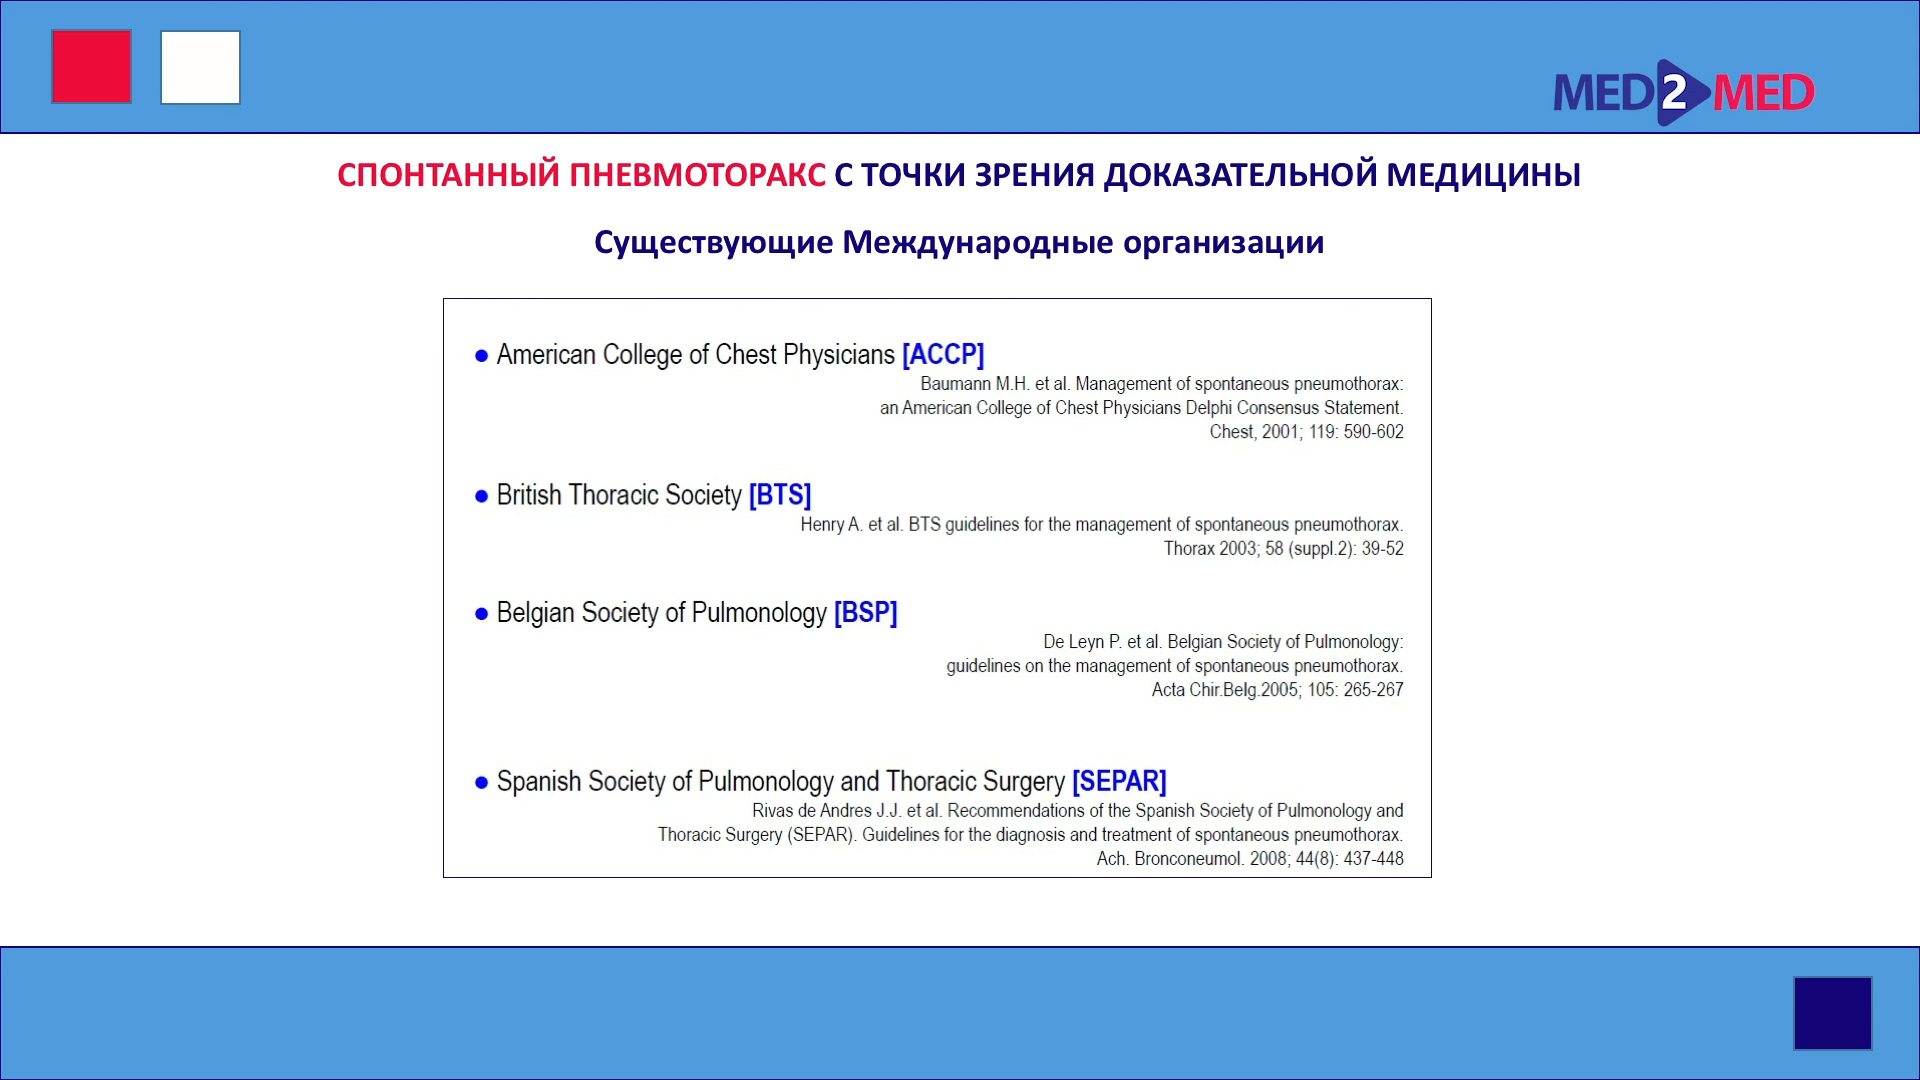 MED2MED
СПОНТАННЫЙ ПНЕВМОТОРАКС С ТОЧКИ ЗРЕНИЯ ДОКАЗАТЕЛЬНОЙ МЕДИЦИНЫ
Существующие Международные организации
● American College of Chest Physicians [ACCP]
Baumann M.H. et al. Management of spontaneous pneumothorax:
an American College of Chest Physicians Delphi Consensus Statement.
Chest, 2001; 119: 590-602
● British Thoracic Society [BTS]
Henry A. et al. BTS guidelines for the management of spontaneous pneumothorax.
Thorax 2003; 58 (suppl.2): 39-52
● Belgian Society of Pulmonology [BSP]
De Leyn P. et al. Belgian Society of Pulmonology:
guidelines on the management of spontaneous pneumothorax.
Acta Chir.Belg.2005; 105: 265-267
● Spanish Society of Pulmonology and Thoracic Surgery [SEPAR]
Rivas de Andres J.J. et al. Recommendations of the Spanish Society of Pulmonology and
Thoracic Surgery (SEPAR). Guidelines for the diagnosis and treatment of spontaneous pneumothorax.
Ach. Bronconeumol. 2008; 44(8): 437-448